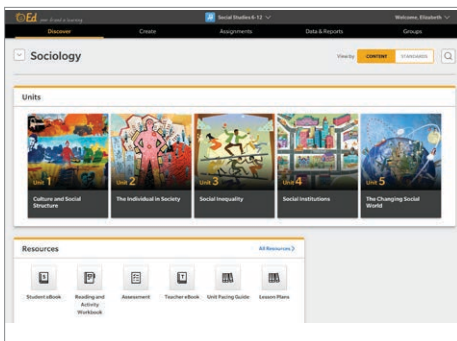 Ed
Social Studies 6-12
Welcome, Elizabeth
Discover
Create
Assignments
Data & Reports
Groups
Sociology
View by
CONTENT
STANDARDS
Units
Unit 1
Culture and Social
Structure
Unit 2
The Individual in Society
Unit 3
Social Inequality
Unit 4
Social Institutions
Unit 5
The Changing Social
World
Resources
All Resources
Student eBook
Reading and
Activity
Workbook
Assessment
Teacher eBook
Unit Pacing Guide
Lesson Plans